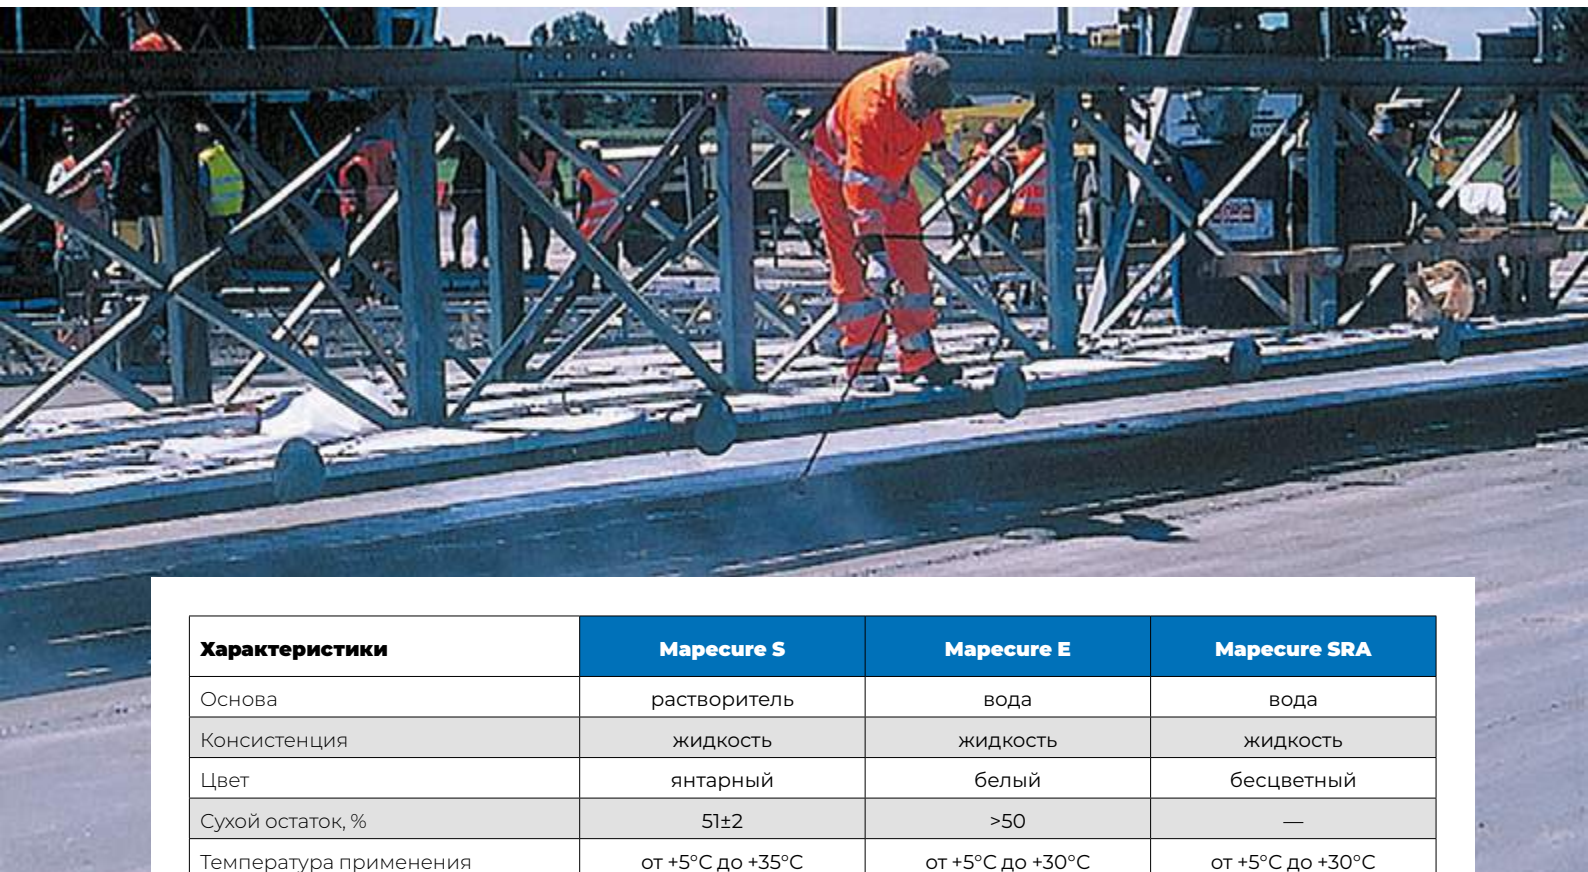 Характеристики Mapecure S Mapecure E Mapecure SRA
Основа растворитель вода вода
Консистенция жидкость жидкость жидкость
Цвет янтарный белый бесцветный
Сухой остаток, % 51±2 >50 —
Температура применения от +5°C до +35°C от +5°C до +30°C от +5°C до +30°C